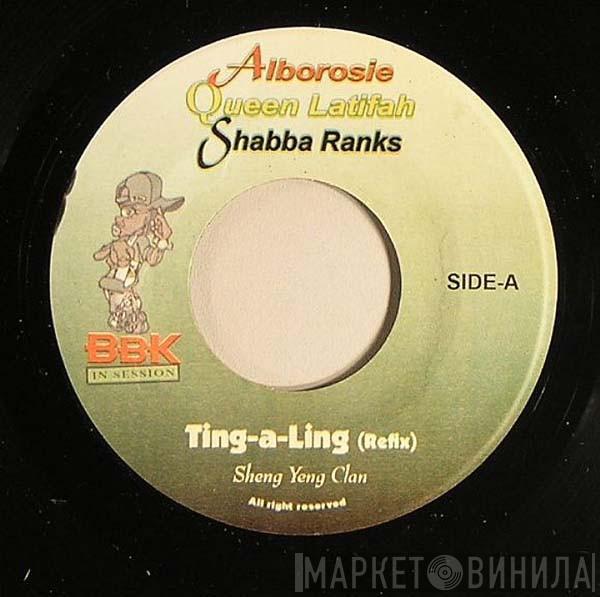 Alborosie
Queen Latifah
Shabba Ranks
SIDE-A
BBK
IN SESSION
Ting-a-Ling (Refix)
Sheng Yeng Clan
All right reserved
МАРКЕТ ВИНИЛА